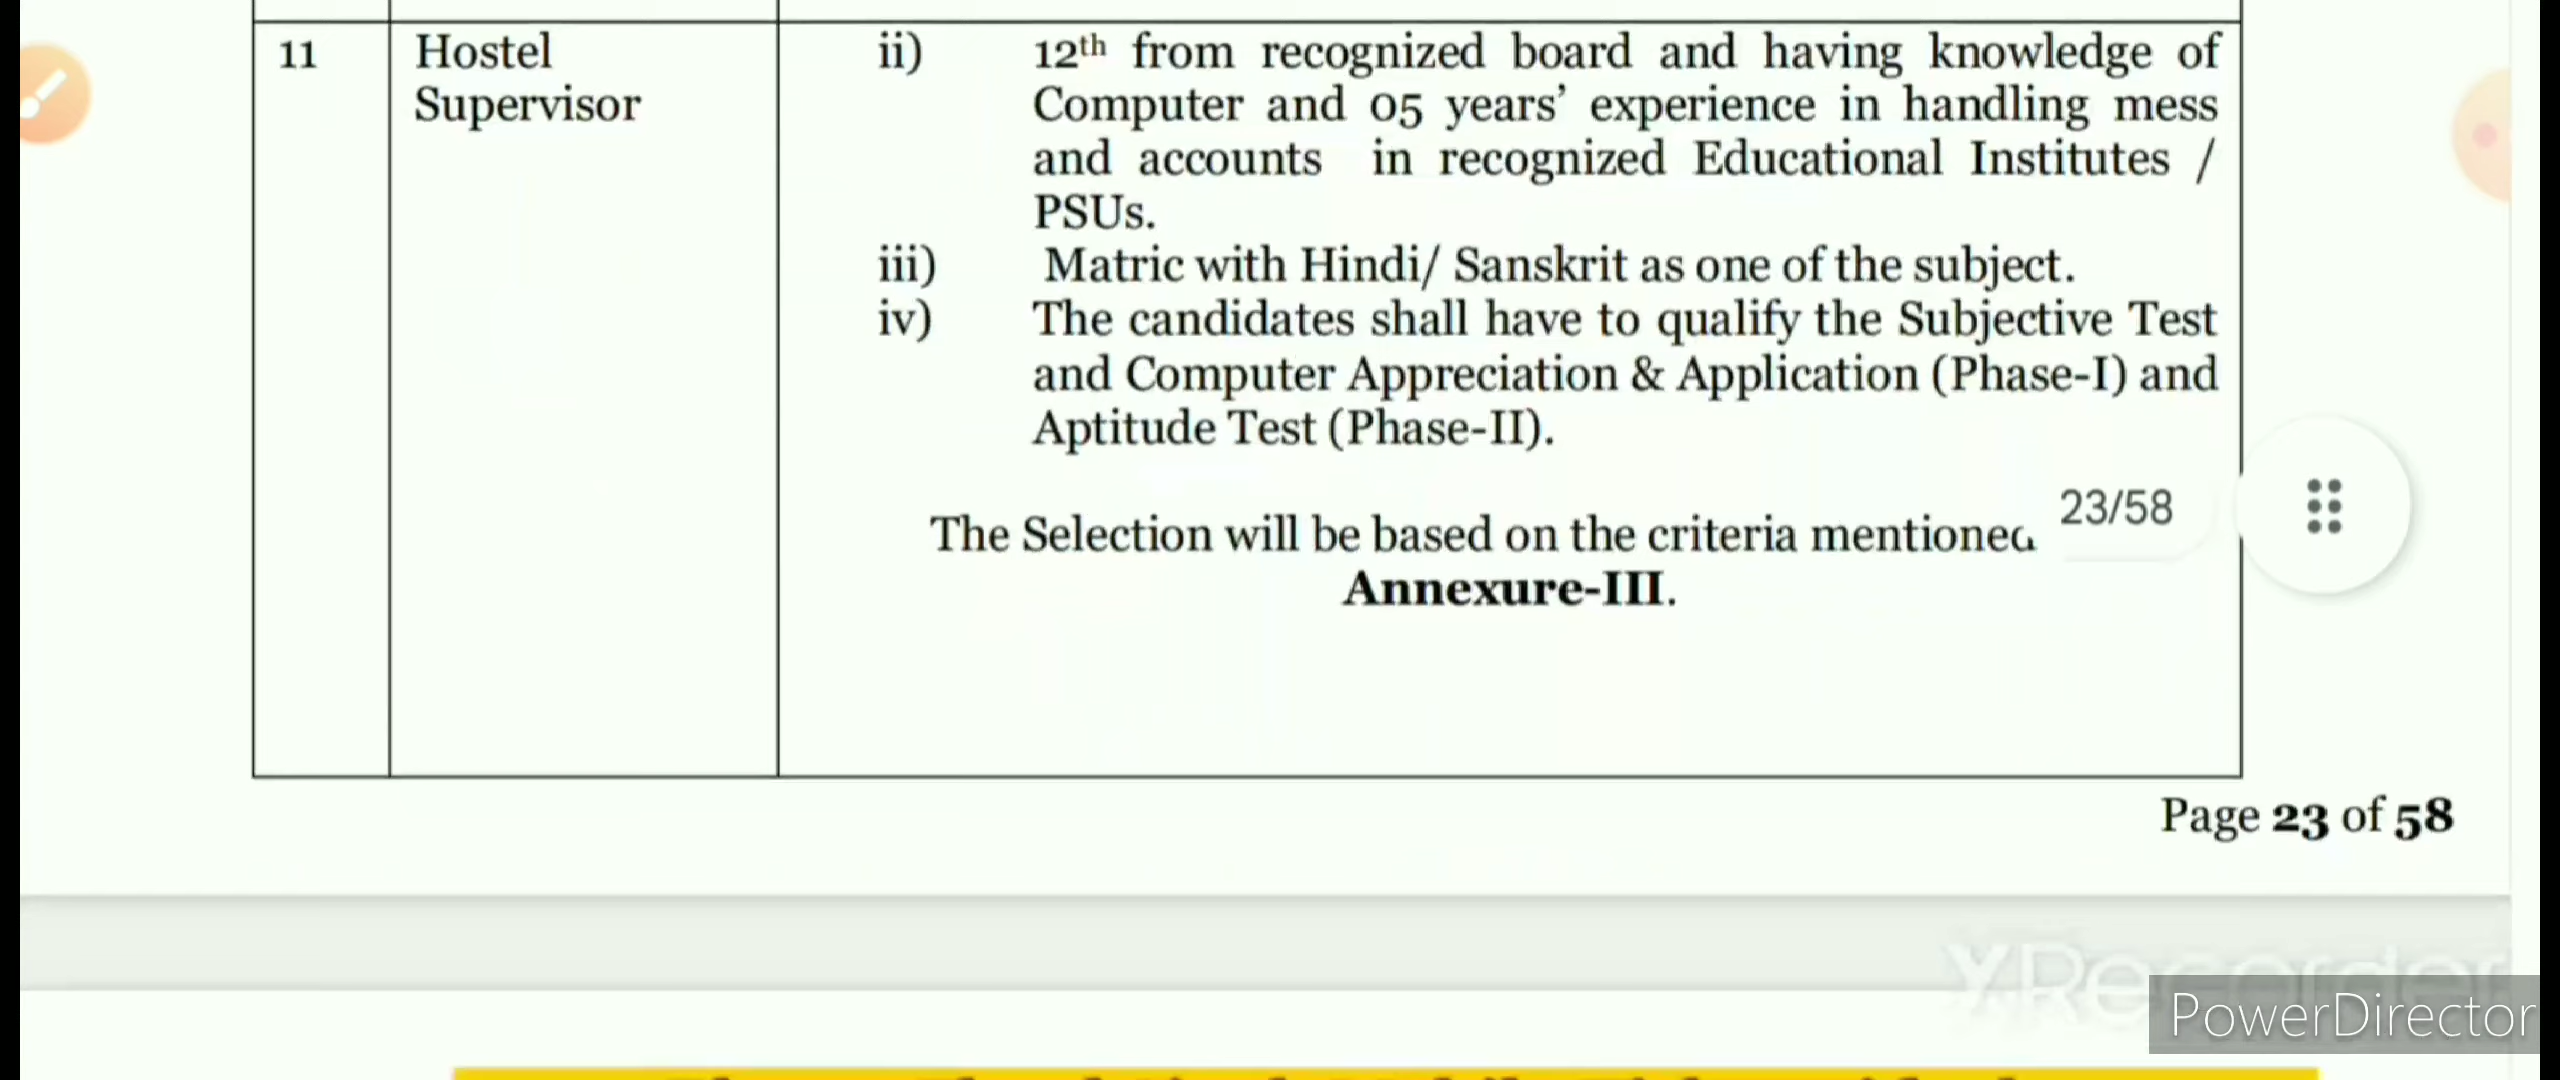 11
Hostel
Supervisor
ii) 12th from recognized board and having knowledge of
Computer and 05 years’ experience in handling mess
and accounts in recognized Educational Institutes /
PSUs.
iii) Matric with Hindi/ Sanskrit as one of the subject.
iv) The candidates shall have to qualify the Subjective Test
and Computer Appreciation & Application (Phase-I) and
Aptitude Test (Phase-II).
The Selection will be based on the criteria mentioned
23/58
Annexure-III.
Page 23 of 58
XRecorder
PowerDirector